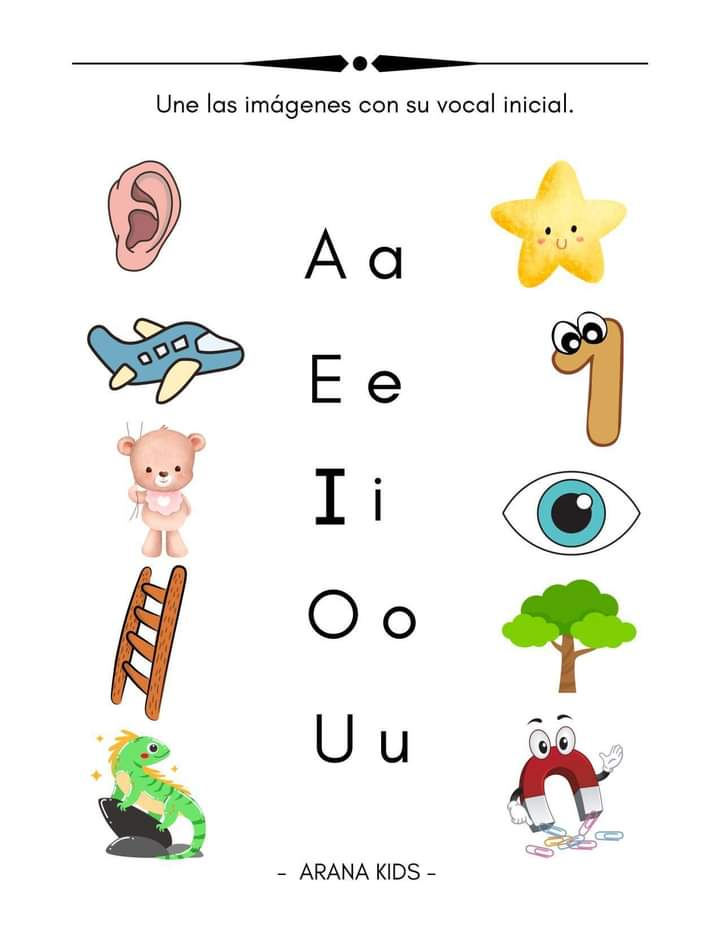 Une las imágenes con su vocal inicial.
A a
E e
I i
O o
U u
- ARANA KIDS -